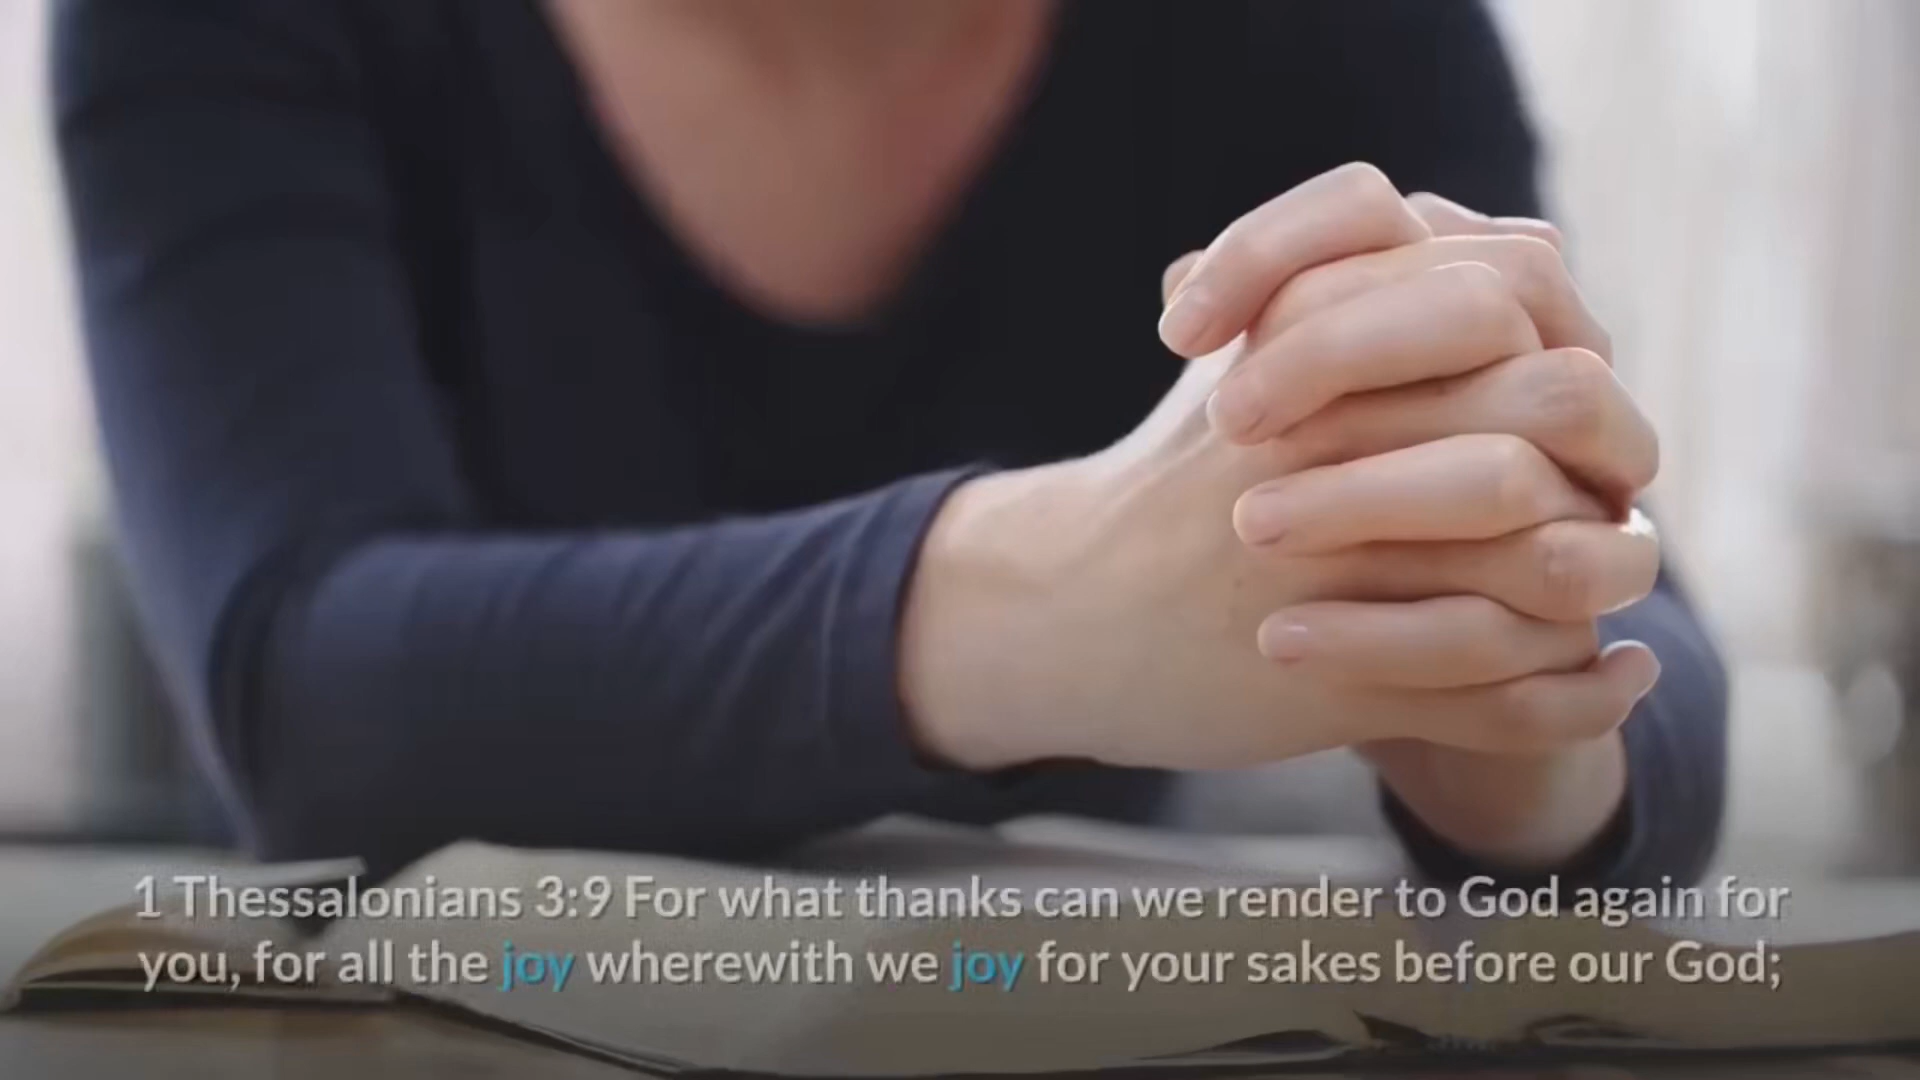 1 Thessalonians 3:9 For what thanks can we render to God again for
you, for all the joy wherewith we joy for your sakes before our God;